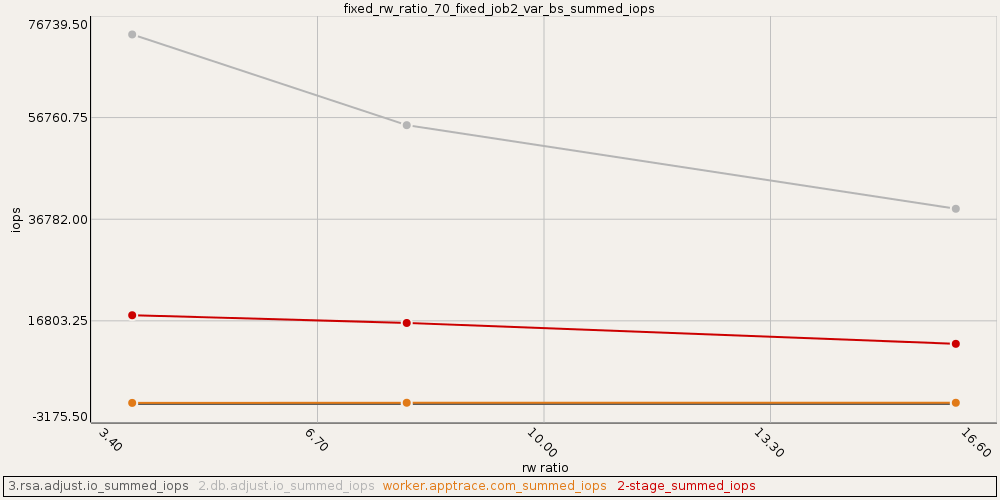 fixed_rw_ratio_70_fixed_job2_var_bs_summed_iops
76739.50
56760.75
36782.00
iops
16803.25
-3175.50
3.40 6.70 10.00 13.30 16.60
rw ratio
3.rsa.adjust.io_summed_iops 2.db.adjust.io_summed_iops worker.apptrace.com_summed_iops 2-stage_summed_iops